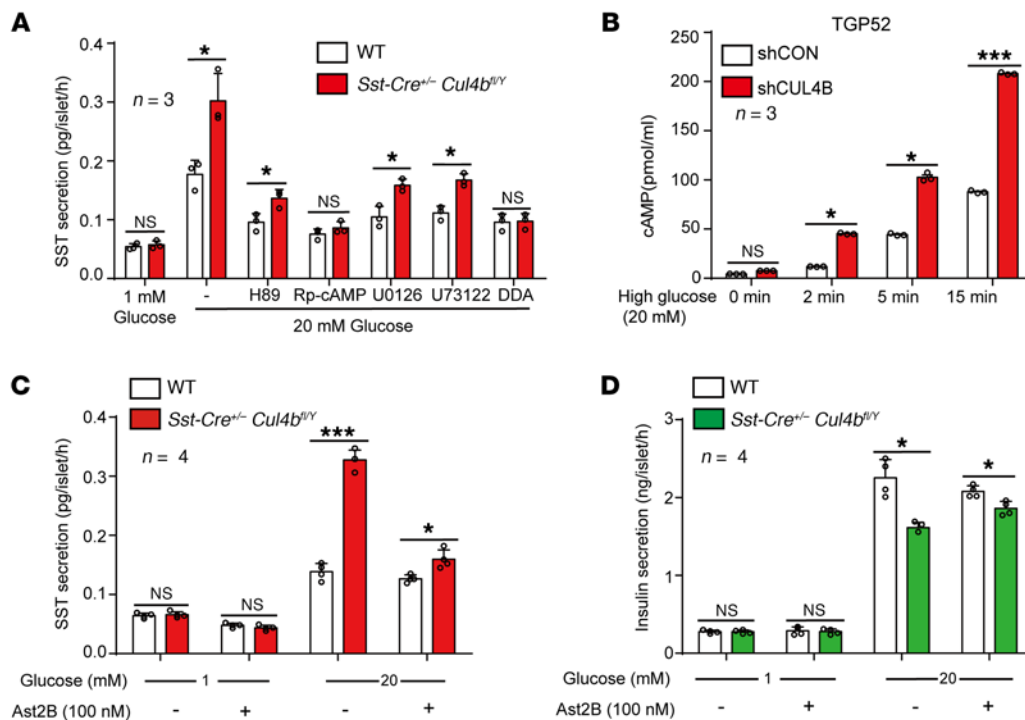 A
WT
Sst-Cre+/– Cul4bfl/Y
n = 3
SST secretion (pg/islet/h)
0.4
0.3
0.2
0.1
0.0
NS
*
*
NS
*
*
NS
1 mM
Glucose
-
H89
Rp-cAMP
U0126
U73122
DDA
20 mM Glucose
B
TGP52
shCON
shCUL4B
n = 3
cAMP(pmol/ml)
250
200
150
100
50
0
NS
*
*
***
High glucose
(20 mM)
0 min
2 min
5 min
15 min
C
WT
Sst-Cre+/– Cul4bfl/Y
n = 4
SST secretion (pg/islet/h)
0.4
0.3
0.2
0.1
0.0
NS
NS
***
*
Glucose (mM)
1
20
Ast2B (100 nM)
-
+
-
+
D
WT
Sst-Cre+/– Cul4bfl/Y
n = 4
Insulin secretion (ng/islet/h)
3
2
1
0
NS
NS
*
*
Glucose (mM)
1
20
Ast2B (100 nM)
-
+
-
+